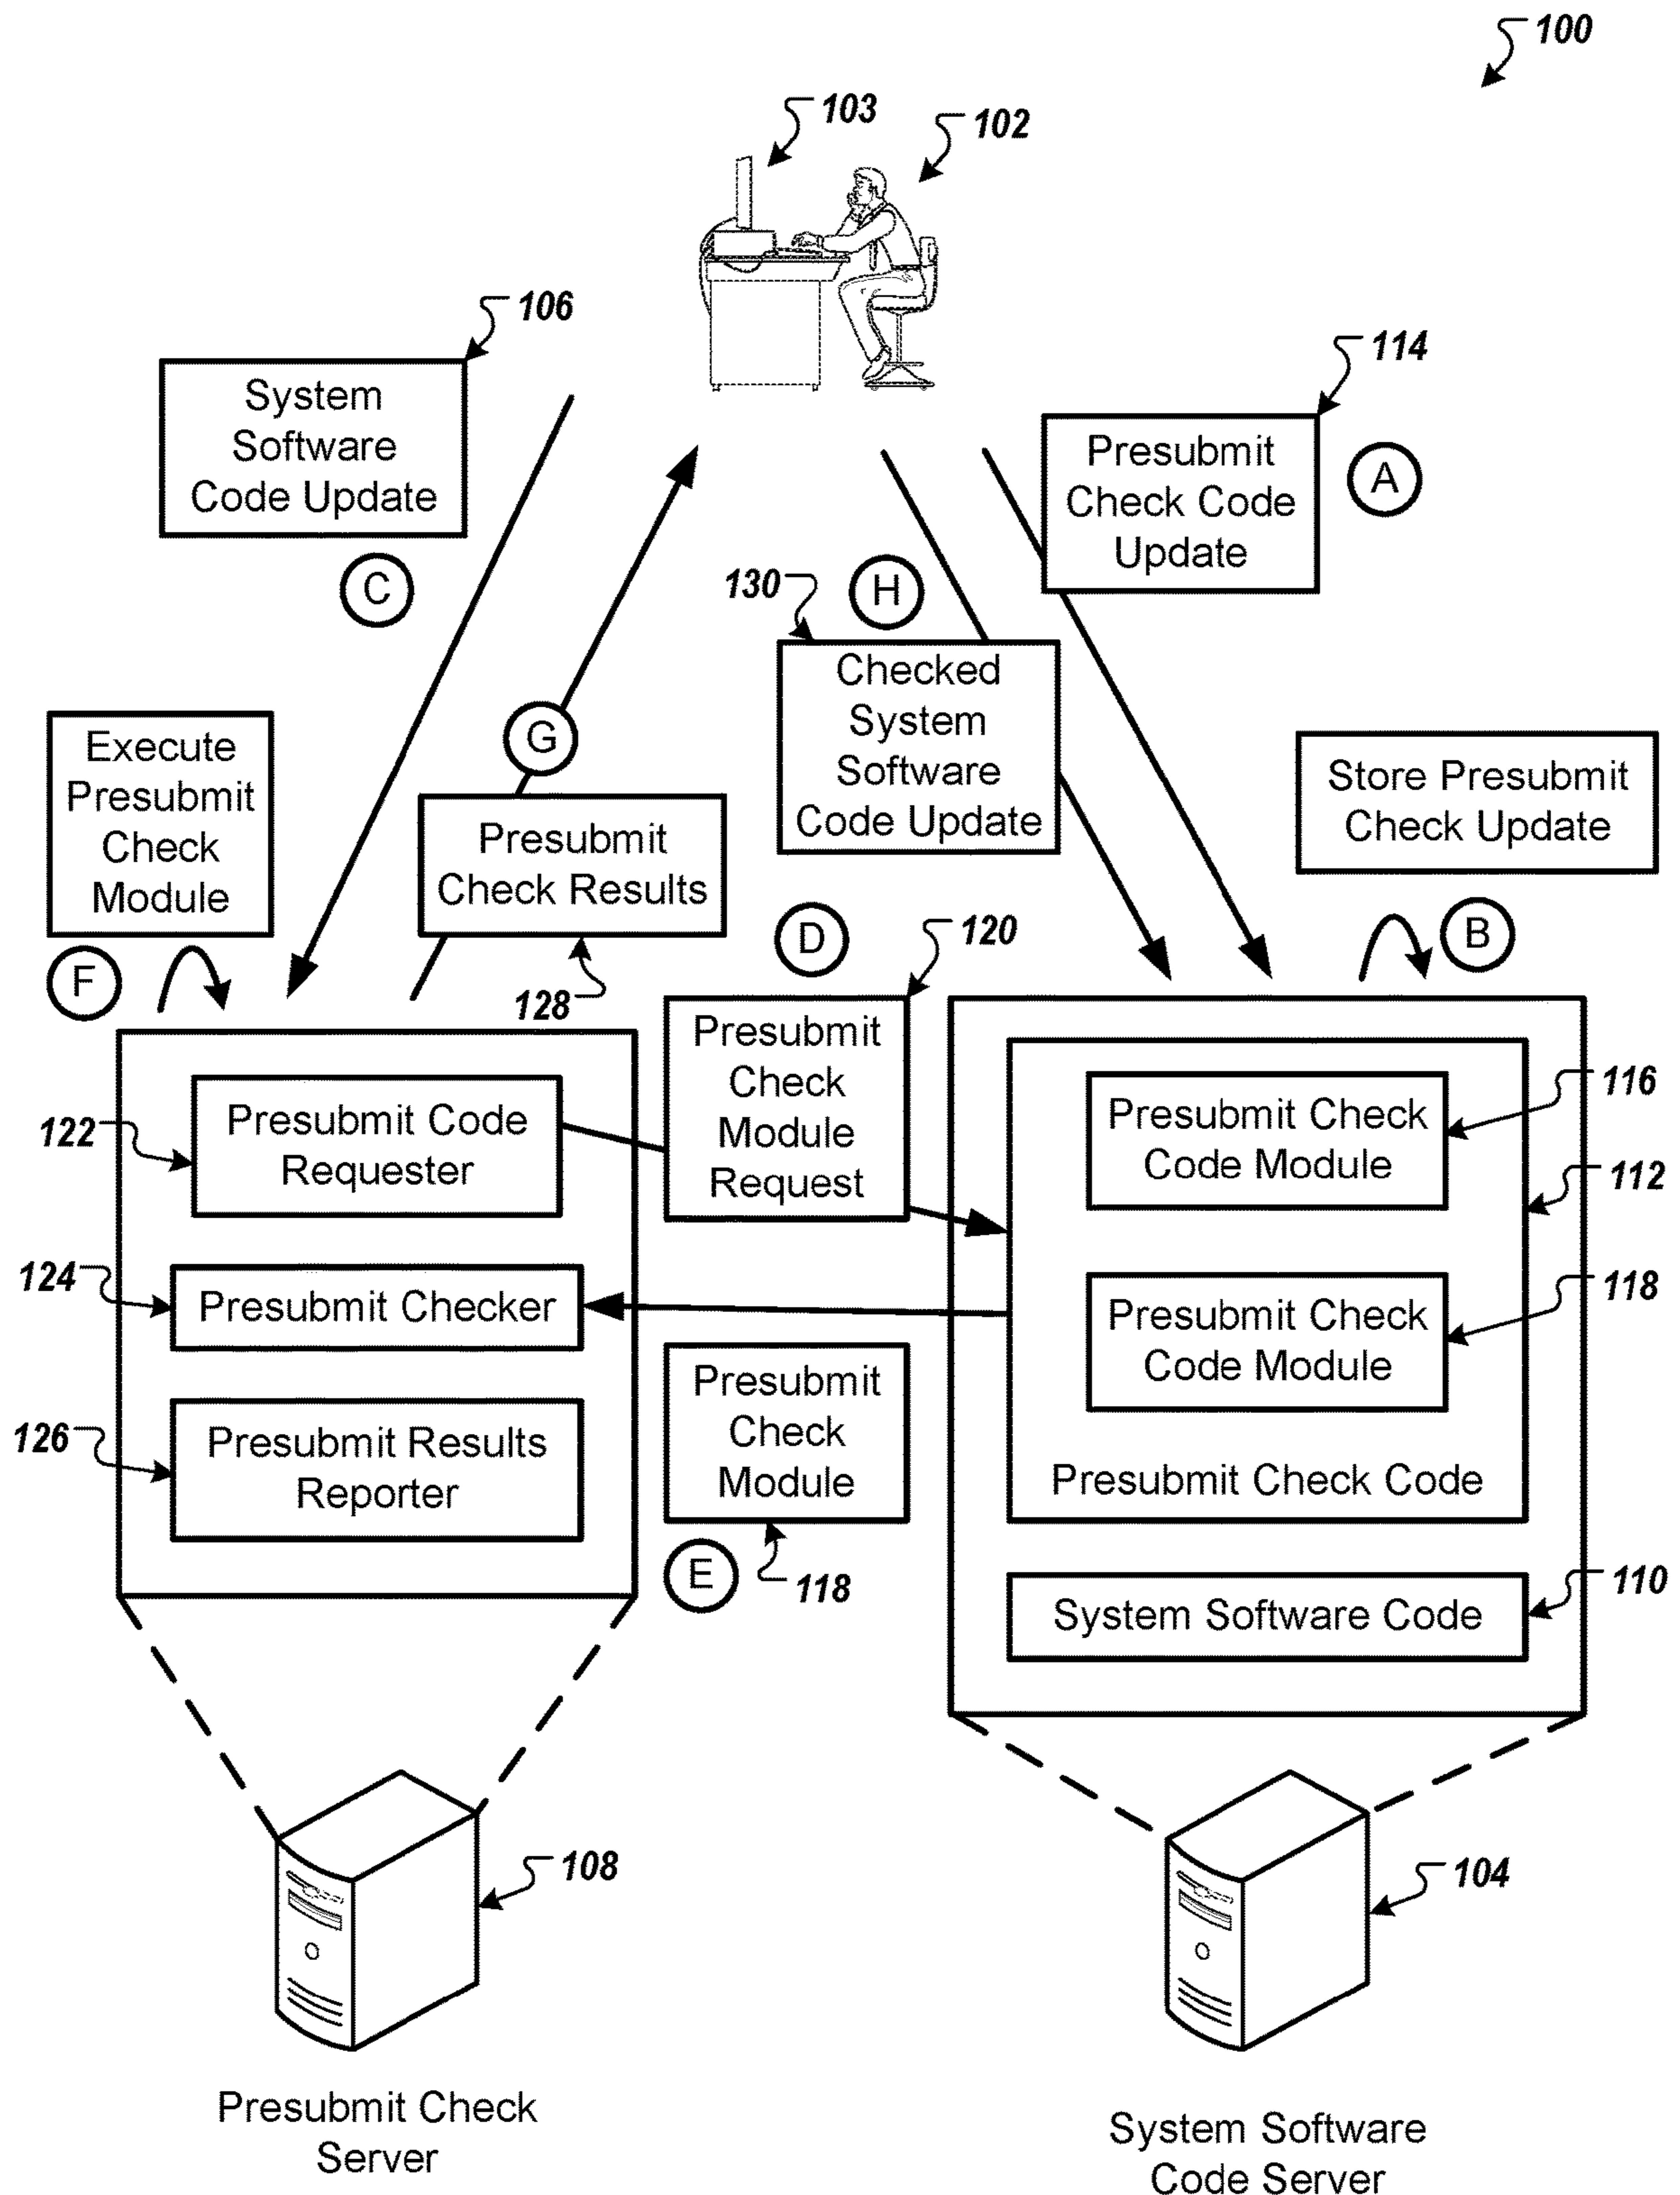 100
103
102
106
System
Software
Code Update
C
114
Presubmit
Check Code
Update
A
130
H
Checked
System
Software
Code Update
Execute
Presubmit
Check
Module
F
G
Presubmit
Check Results
128
Store Presubmit
Check Update
B
D
120
Presubmit
Check
Module
Request
122
Presubmit Code
Requester
124
Presubmit Checker
126
Presubmit Results
Reporter
Presubmit
Check
Module
E
118
Presubmit Check
Code Module
116
112
Presubmit Check
Code Module
118
Presubmit Check Code
System Software Code
110
108
Presubmit Check
Server
104
System Software
Code Server